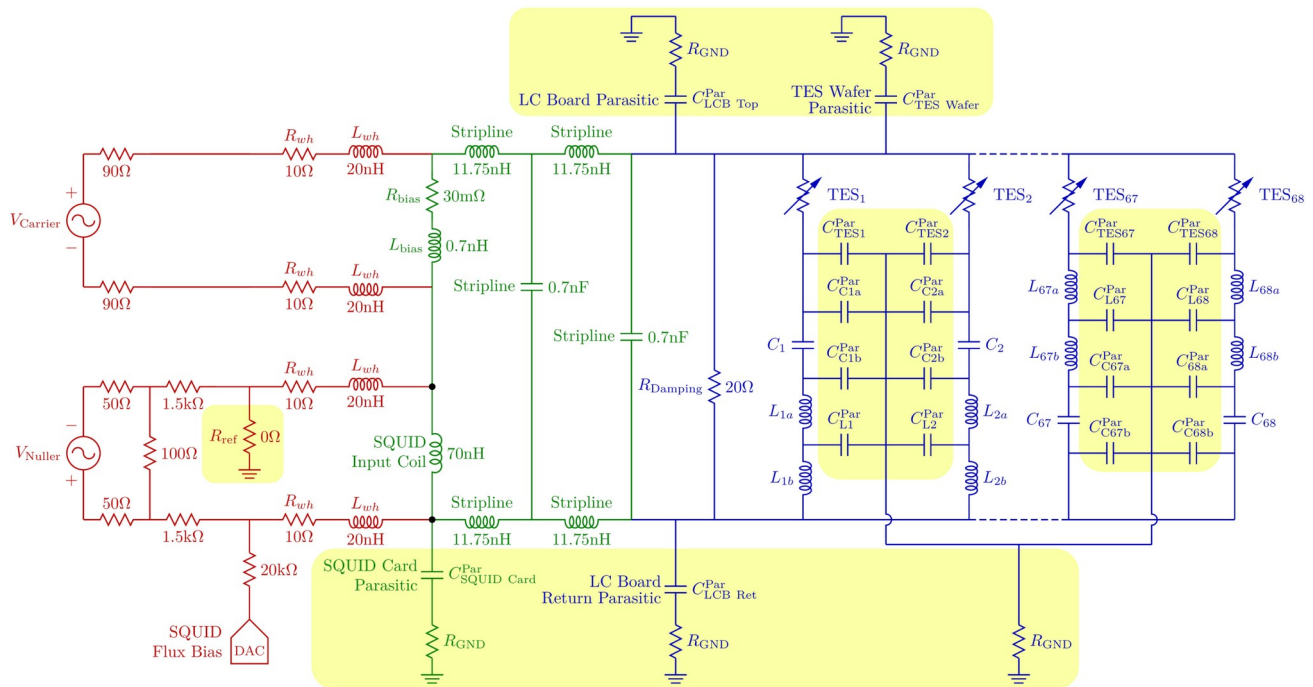 R_GND
R_GND
LC Board Parasitic
C^Par_LCB Top
TES Wafer
Parasitic
C^Par_TES Wafer
90Ω
R_wh
10Ω
L_wh
20nH
Stripline
11.75nH
Stripline
11.75nH
R_bias
30mΩ
TES_1
TES_2
TES_67
TES_68
+
V_Carrier
−
L_bias
0.7nH
C^Par_TES1
C^Par_TES2
C^Par_TES67
C^Par_TES68
90Ω
R_wh
10Ω
L_wh
20nH
Stripline
0.7nF
C^Par_C1a
C^Par_C2a
L_67a
C^Par_L67
C^Par_L68
L_68a
Stripline
0.7nF
C_1
C^Par_C1b
C^Par_C2b
C_2
L_67b
C^Par_C67a
C^Par_68a
L_68b
50Ω
1.5kΩ
R_wh
10Ω
L_wh
20nH
R_Damping
20Ω
L_1a
C^Par_L1
C^Par_L2
L_2a
C_67
C^Par_C67b
C^Par_C68b
C_68
−
V_Nuller
+
100Ω
R_ref
0Ω
SQUID
Input Coil
70nH
L_1b
L_2b
50Ω
1.5kΩ
R_wh
10Ω
L_wh
20nH
Stripline
11.75nH
Stripline
11.75nH
20kΩ
SQUID Card
Parasitic
C^Par_SQUID Card
LC Board
Return Parasitic
C^Par_LCB Ret
SQUID
Flux Bias
DAC
R_GND
R_GND
R_GND